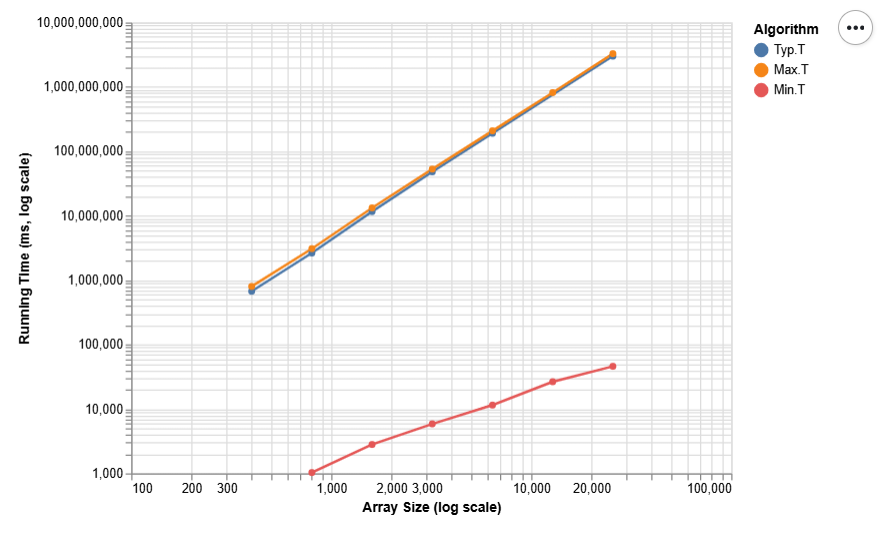 10,000,000,000
1,000,000,000
100,000,000
10,000,000
1,000,000
100,000
10,000
1,000
Running Time (ms, log scale)
100 200 300 1,000 2,000 3,000 10,000 20,000 100,000
Array Size (log scale)
Algorithm
Typ.T
Max.T
Min.T